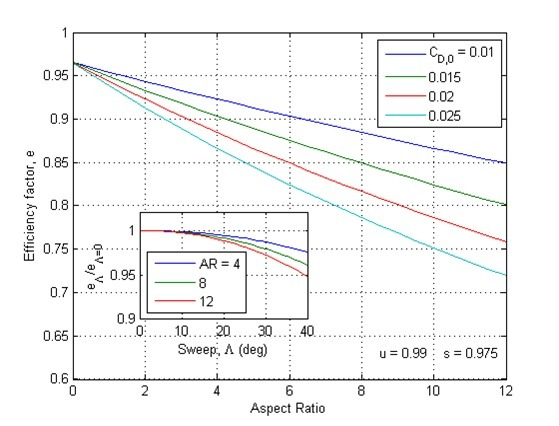 1
0.95
0.9
0.85
0.8
0.75
0.7
0.65
0.6
0 2 4 6 8 10 12
Efficiency factor, e
Aspect Ratio
C_{D,0} = 0.01
0.015
0.02
0.025
1
0.95
0.9
0 10 20 30 40
e_Λ/e_{Λ=0}
Sweep, Λ (deg)
AR = 4
8
12
u = 0.99 s = 0.975